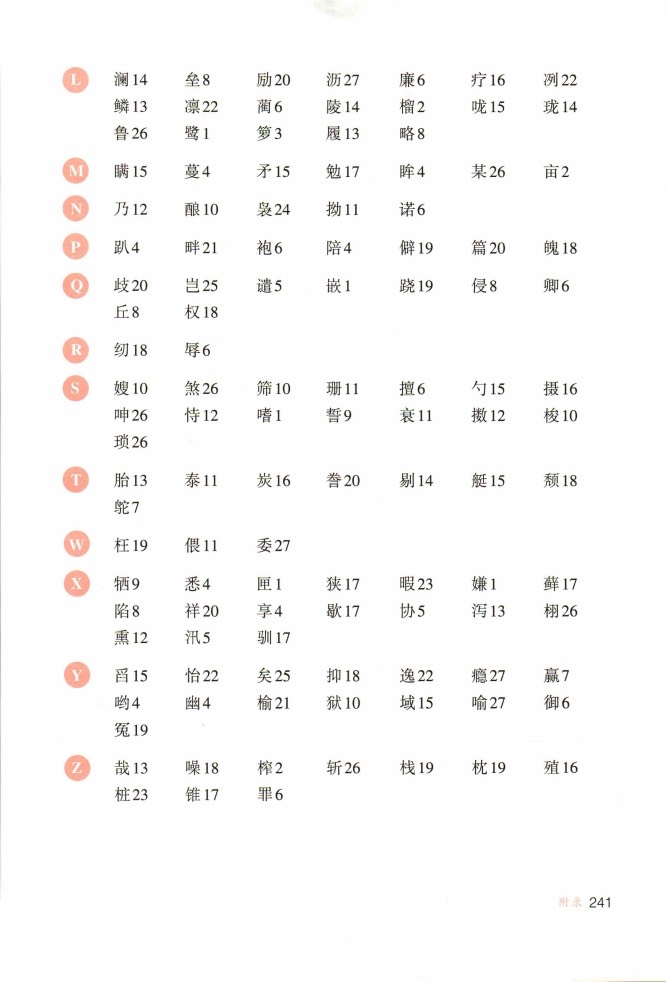 L 澜14 垒8 励20 沥27 廉6 疗16 冽22
鳞13 凛22 蔺6 陵14 榴2 咙15 珑14
鲁26 鹭1 箩3 履13 略8
M 瞒15 蔓4 矛15 勉17 眸4 某26 亩2
N 乃12 酿10 袅24 拗11 诺6
P 趴4 畔21 袍6 陪4 僻19 篇20 魄18
Q 歧20 岂25 谴5 嵌1 跷19 侵8 卿6
丘8 权18
R 纫18 辱6
S 嫂10 煞26 筛10 珊11 擅6 勺15 摄16
呻26 恃12 嗜1 誓9 衰11 擞12 梭10
琐26
T 胎13 泰11 炭16 誊20 剔14 艇15 颓18
鸵7
W 枉19 偎11 委27
X 牺9 悉4 匣1 狭17 暇23 嫌1 藓17
陷8 祥20 享4 歇17 协5 泻13 栩26
熏12 汛5 驯17
Y 舀15 怡22 矣25 抑18 逸22 瘾27 赢7
哟4 幽4 榆21 狱10 域15 喻27 御6
冤19
Z 哉13 噪18 榨2 斩26 栈19 枕19 殖16
桩23 锥17 罪6
附录 241